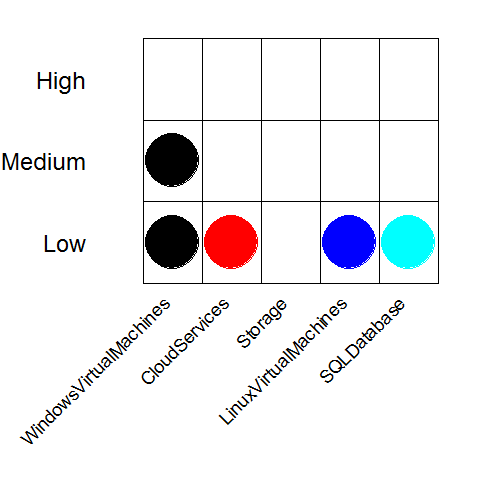 High
Medium
Low
WindowsVirtualMachines
CloudServices
Storage
LinuxVirtualMachines
SQLDatabase